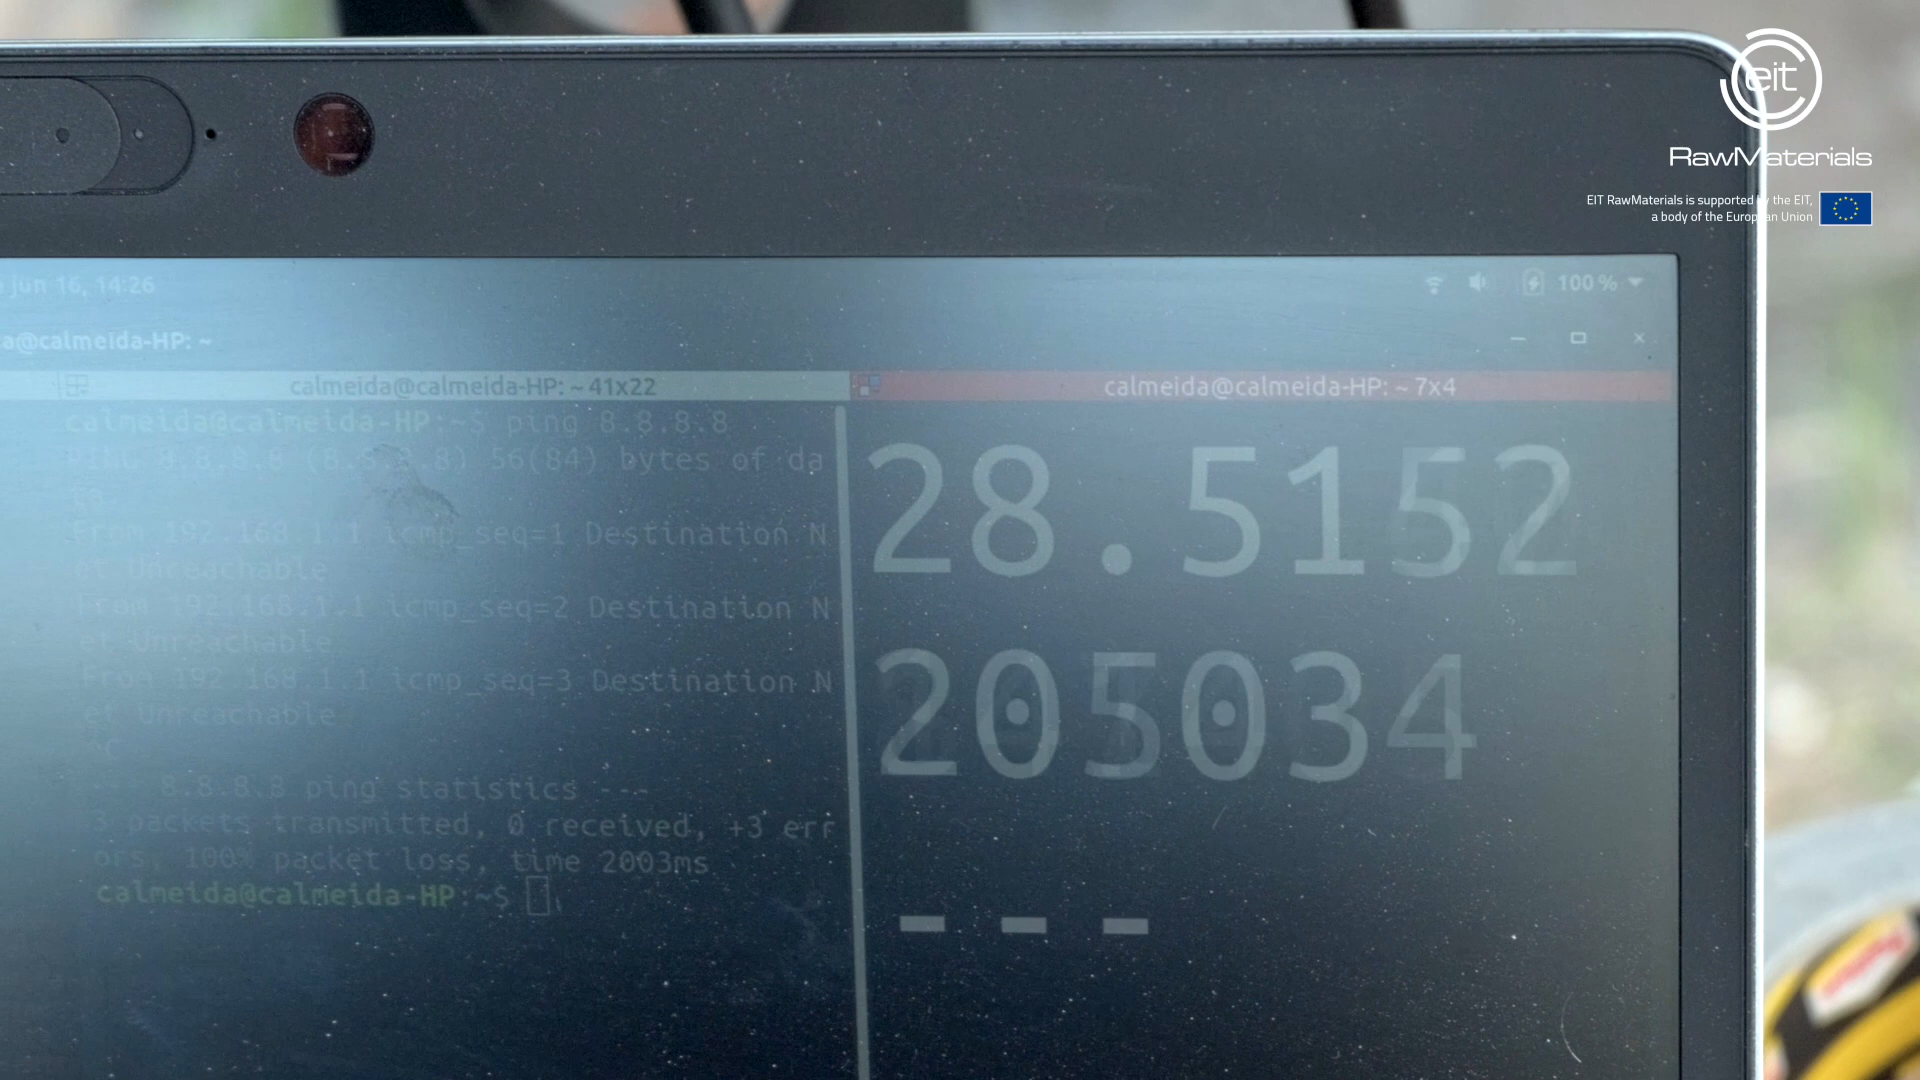 eit
RawMaterials
EIT RawMaterials is supported by the EIT,
a body of the European Union
Jun 16, 14:26
100 %
a@calmeida-HP: ~
calmeida@calmeida-HP: ~ 41x22
calmeida@calmeida-HP:~$ ping 8.8.8.8
PING 8.8.8.8 (8.8.8.8) 56(84) bytes of da
ta.
From 192.168.1.1 icmp_seq=1 Destination N
et Unreachable
From 192.168.1.1 icmp_seq=2 Destination N
et Unreachable
From 192.168.1.1 icmp_seq=3 Destination N
et Unreachable
^C
--- 8.8.8.8 ping statistics ---
3 packets transmitted, 0 received, +3 err
ors, 100% packet loss, time 2003ms
calmeida@calmeida-HP:~$
calmeida@calmeida-HP: ~ 7x4
28.5152
205034
---